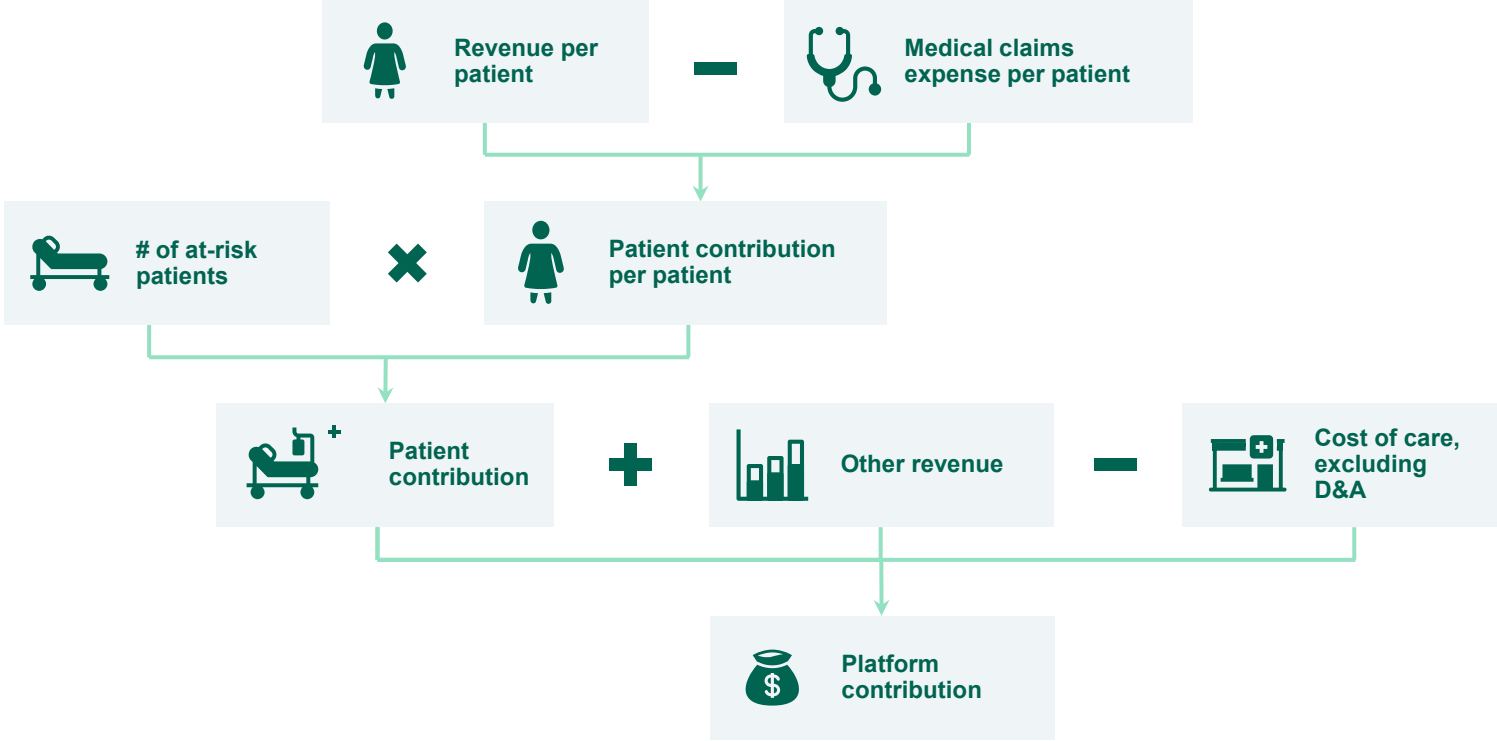 Revenue per
patient
Medical claims
expense per patient
# of at-risk
patients
Patient contribution
per patient
Patient
contribution
Other revenue
Cost of care,
excluding
D&A
$
Platform
contribution